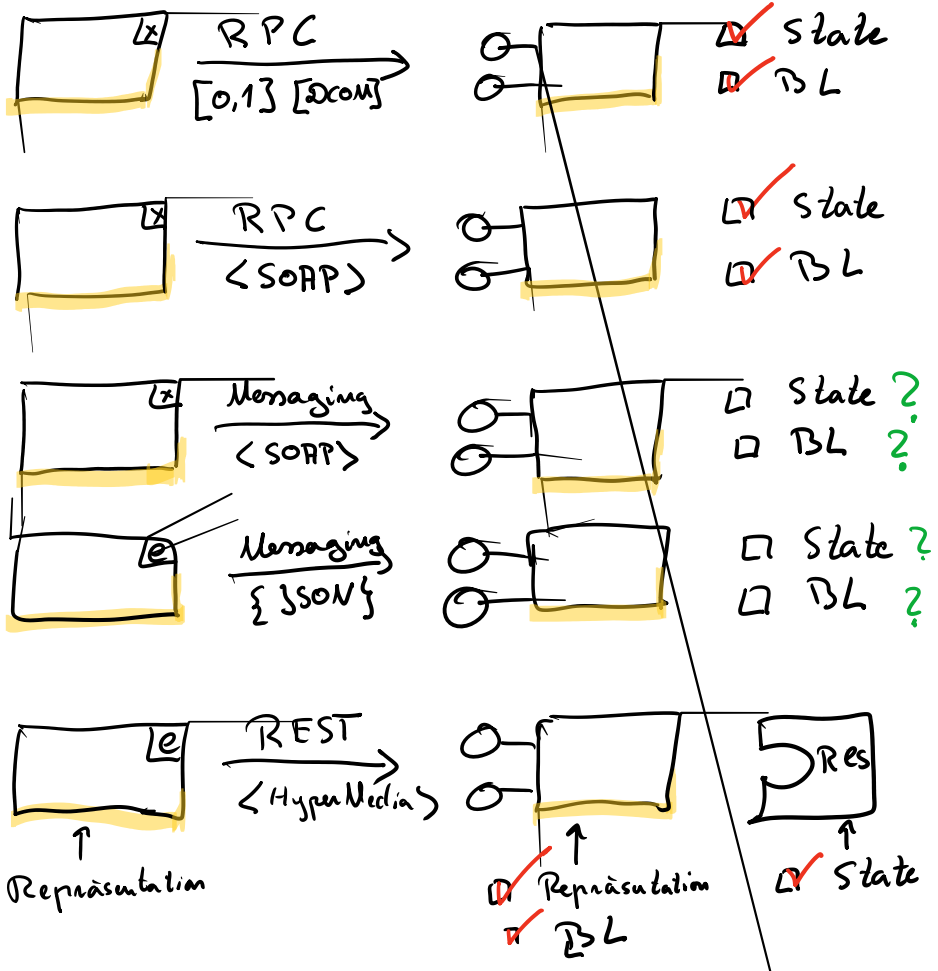 x RPC State
[0,1] [DCOM] BL
x RPC State
<SOAP> BL
x Messaging State ?
<SOAP> BL ?
e Messaging State ?
{JSON} BL ?
e REST Res
<HyperMedia>
Repräsentation Repräsentation State
BL